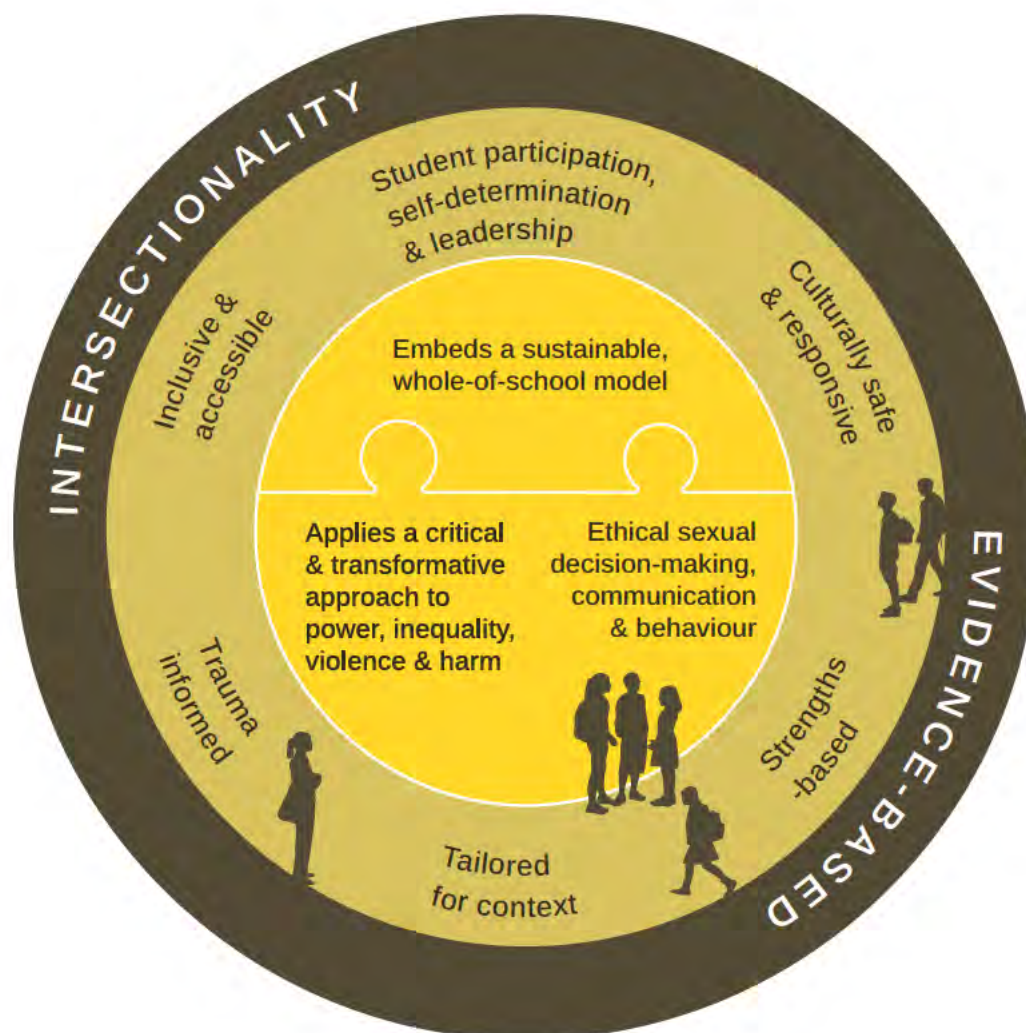 INTERSECTIONALITY
Student participation,
self-determination
& leadership
Inclusive &
accessible
Culturally safe
& responsive
Embeds a sustainable,
whole-of-school model
Applies a critical
& transformative
approach to
power, inequality,
violence & harm
Ethical sexual
decision-making,
communication
& behaviour
EVIDENCE-BASED
Trauma
informed
Strengths
-based
Tailored
for context